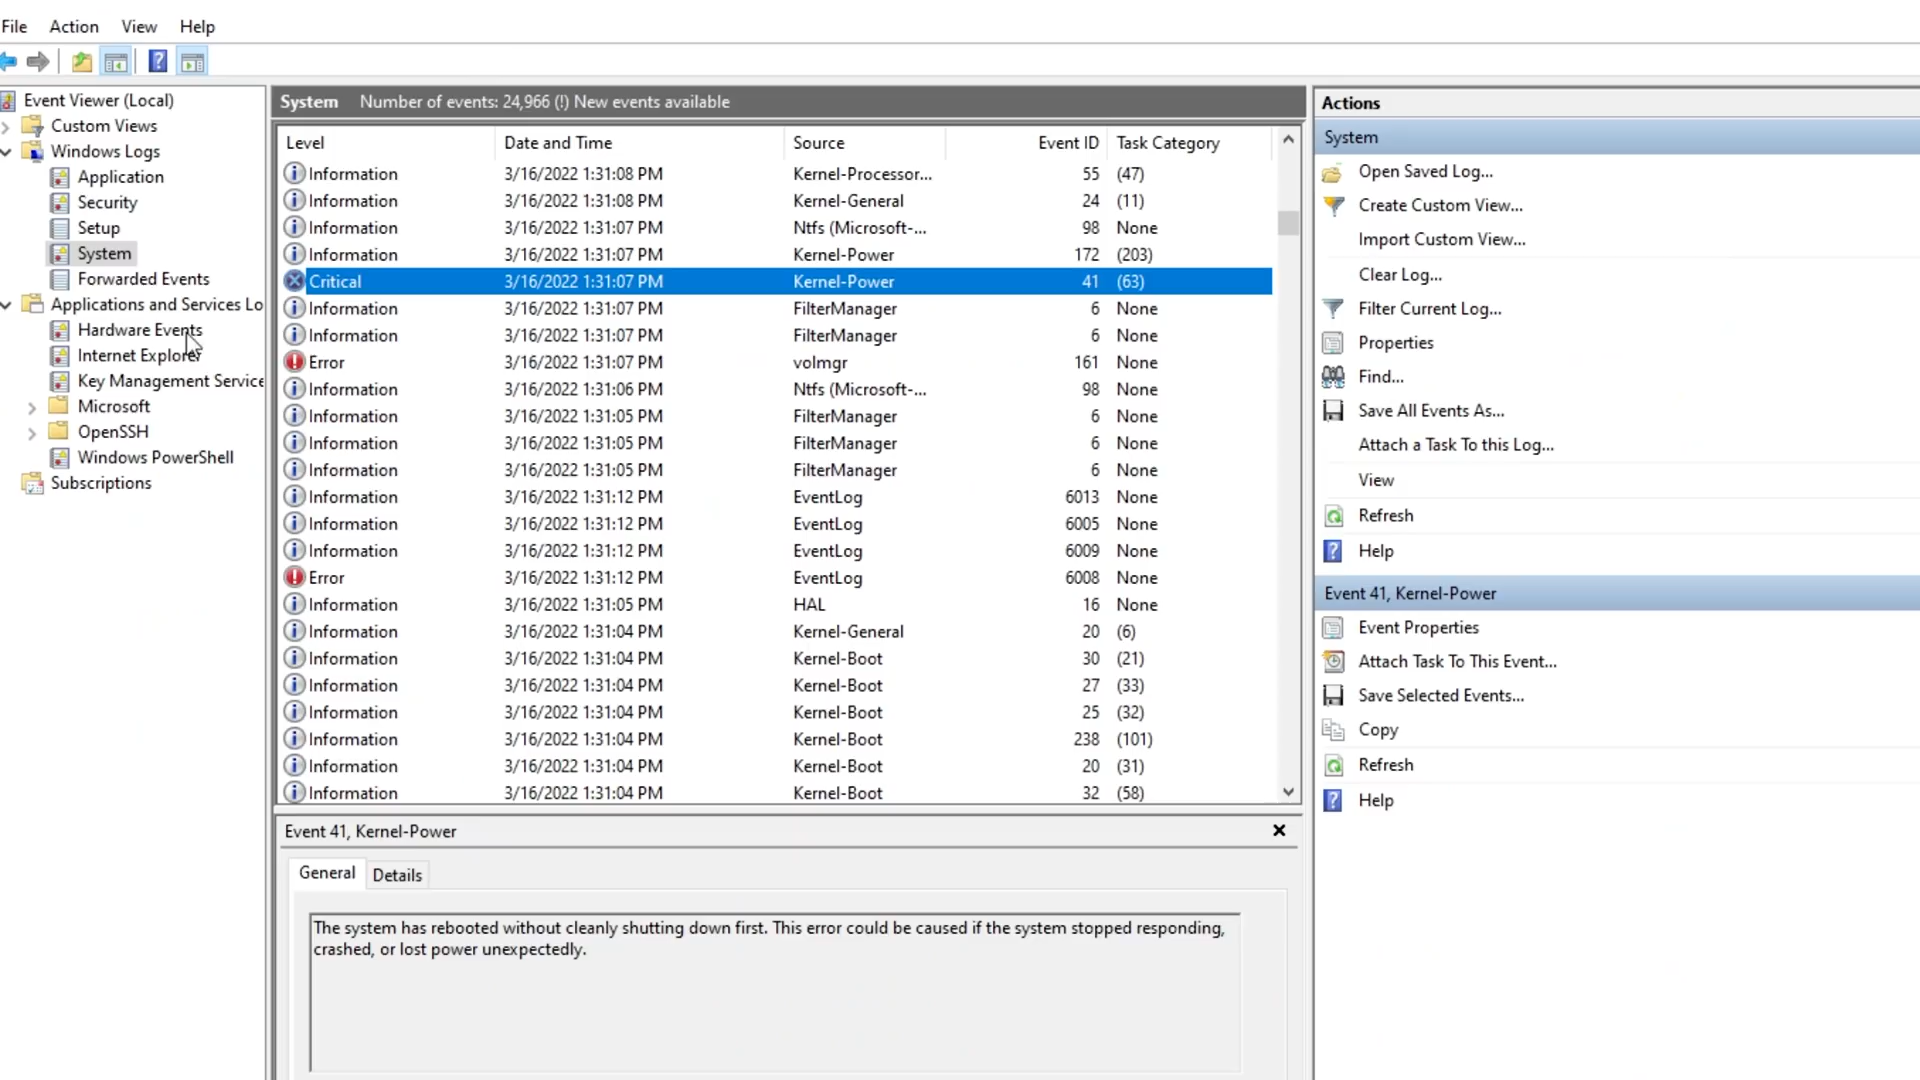 File Action View Help
Event Viewer (Local)
Custom Views
Windows Logs
Application
Security
Setup
System
Forwarded Events
Applications and Services Lo
Hardware Events
Internet Explorer
Key Management Service
Microsoft
OpenSSH
Windows PowerShell
Subscriptions
System Number of events: 24,966 (!) New events available
Level Date and Time Source Event ID Task Category
Information 3/16/2022 1:31:08 PM Kernel-Processor... 55 (47)
Information 3/16/2022 1:31:08 PM Kernel-General 24 (11)
Information 3/16/2022 1:31:07 PM Ntfs (Microsoft-... 98 None
Information 3/16/2022 1:31:07 PM Kernel-Power 172 (203)
Critical 3/16/2022 1:31:07 PM Kernel-Power 41 (63)
Information 3/16/2022 1:31:07 PM FilterManager 6 None
Information 3/16/2022 1:31:07 PM FilterManager 6 None
Error 3/16/2022 1:31:07 PM volmgr 161 None
Information 3/16/2022 1:31:06 PM Ntfs (Microsoft-... 98 None
Information 3/16/2022 1:31:05 PM FilterManager 6 None
Information 3/16/2022 1:31:05 PM FilterManager 6 None
Information 3/16/2022 1:31:05 PM FilterManager 6 None
Information 3/16/2022 1:31:12 PM EventLog 6013 None
Information 3/16/2022 1:31:12 PM EventLog 6005 None
Information 3/16/2022 1:31:12 PM EventLog 6009 None
Error 3/16/2022 1:31:12 PM EventLog 6008 None
Information 3/16/2022 1:31:05 PM HAL 16 None
Information 3/16/2022 1:31:04 PM Kernel-General 20 (6)
Information 3/16/2022 1:31:04 PM Kernel-Boot 30 (21)
Information 3/16/2022 1:31:04 PM Kernel-Boot 27 (33)
Information 3/16/2022 1:31:04 PM Kernel-Boot 25 (32)
Information 3/16/2022 1:31:04 PM Kernel-Boot 238 (101)
Information 3/16/2022 1:31:04 PM Kernel-Boot 20 (31)
Information 3/16/2022 1:31:04 PM Kernel-Boot 32 (58)
Event 41, Kernel-Power
General Details
The system has rebooted without cleanly shutting down first. This error could be caused if the system stopped responding,
crashed, or lost power unexpectedly.
Actions
System
Open Saved Log...
Create Custom View...
Import Custom View...
Clear Log...
Filter Current Log...
Properties
Find...
Save All Events As...
Attach a Task To this Log...
View
Refresh
Help
Event 41, Kernel-Power
Event Properties
Attach Task To This Event...
Save Selected Events...
Copy
Refresh
Help